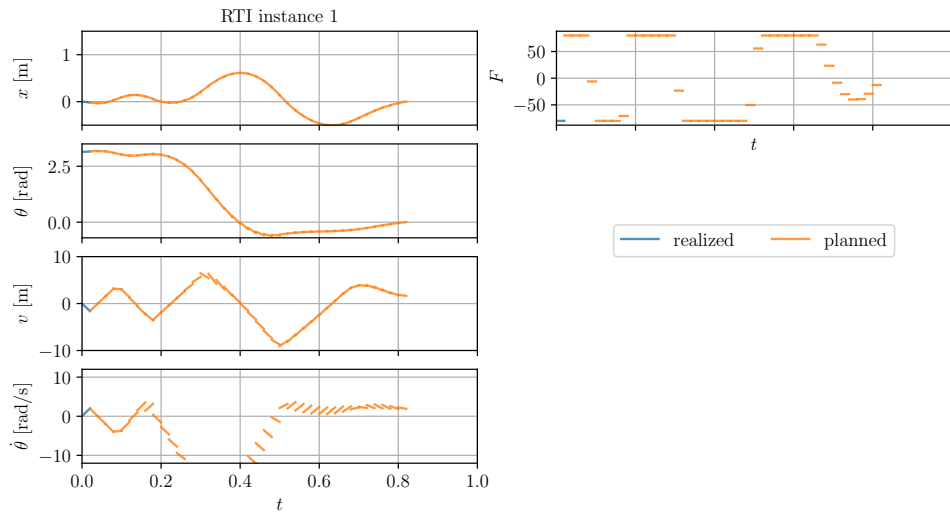 RTI instance 1
x [m]
1
0
θ [rad]
2.5
0.0
v [m]
10
0
−10
θ̇ [rad/s]
10
0
−10
0.0 0.2 0.4 0.6 0.8 1.0
t
F
50
0
−50
t
realized planned